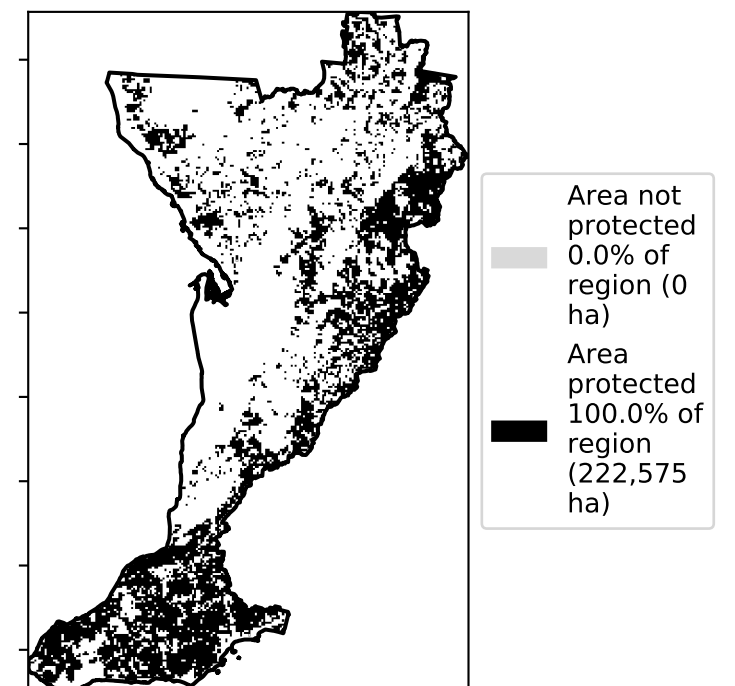 Area not
protected
0.0% of
region (0
ha)
Area
protected
100.0% of
region
(222,575
ha)